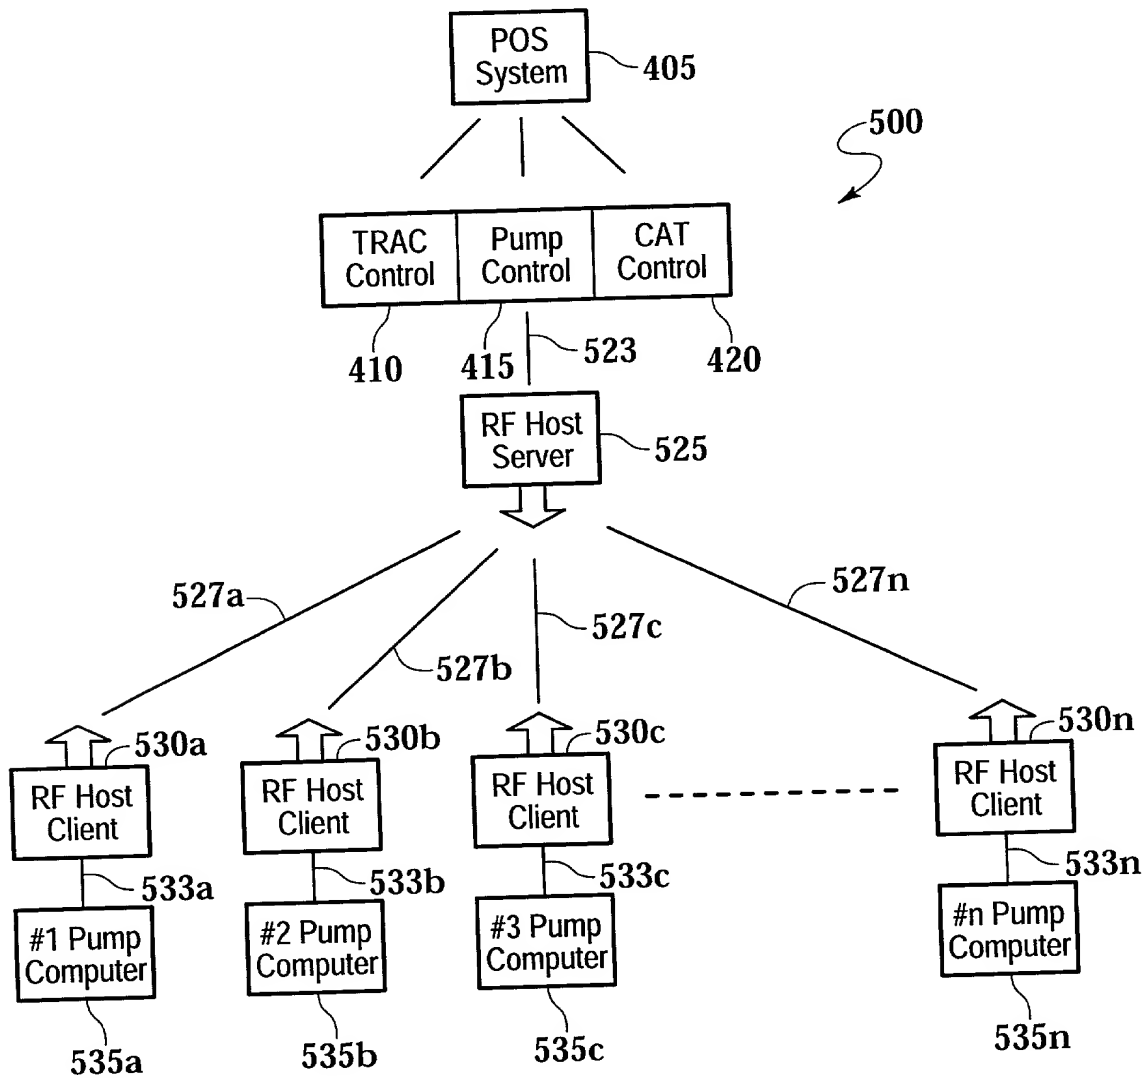 POS
System
405
500
TRAC
Control
Pump
Control
CAT
Control
410
415
523
420
RF Host
Server
525
527a
527b
527c
527n
530a
530b
530c
530n
RF Host
Client
RF Host
Client
RF Host
Client
RF Host
Client
533a
533b
533c
533n
#1 Pump
Computer
#2 Pump
Computer
#3 Pump
Computer
#n Pump
Computer
535a
535b
535c
535n